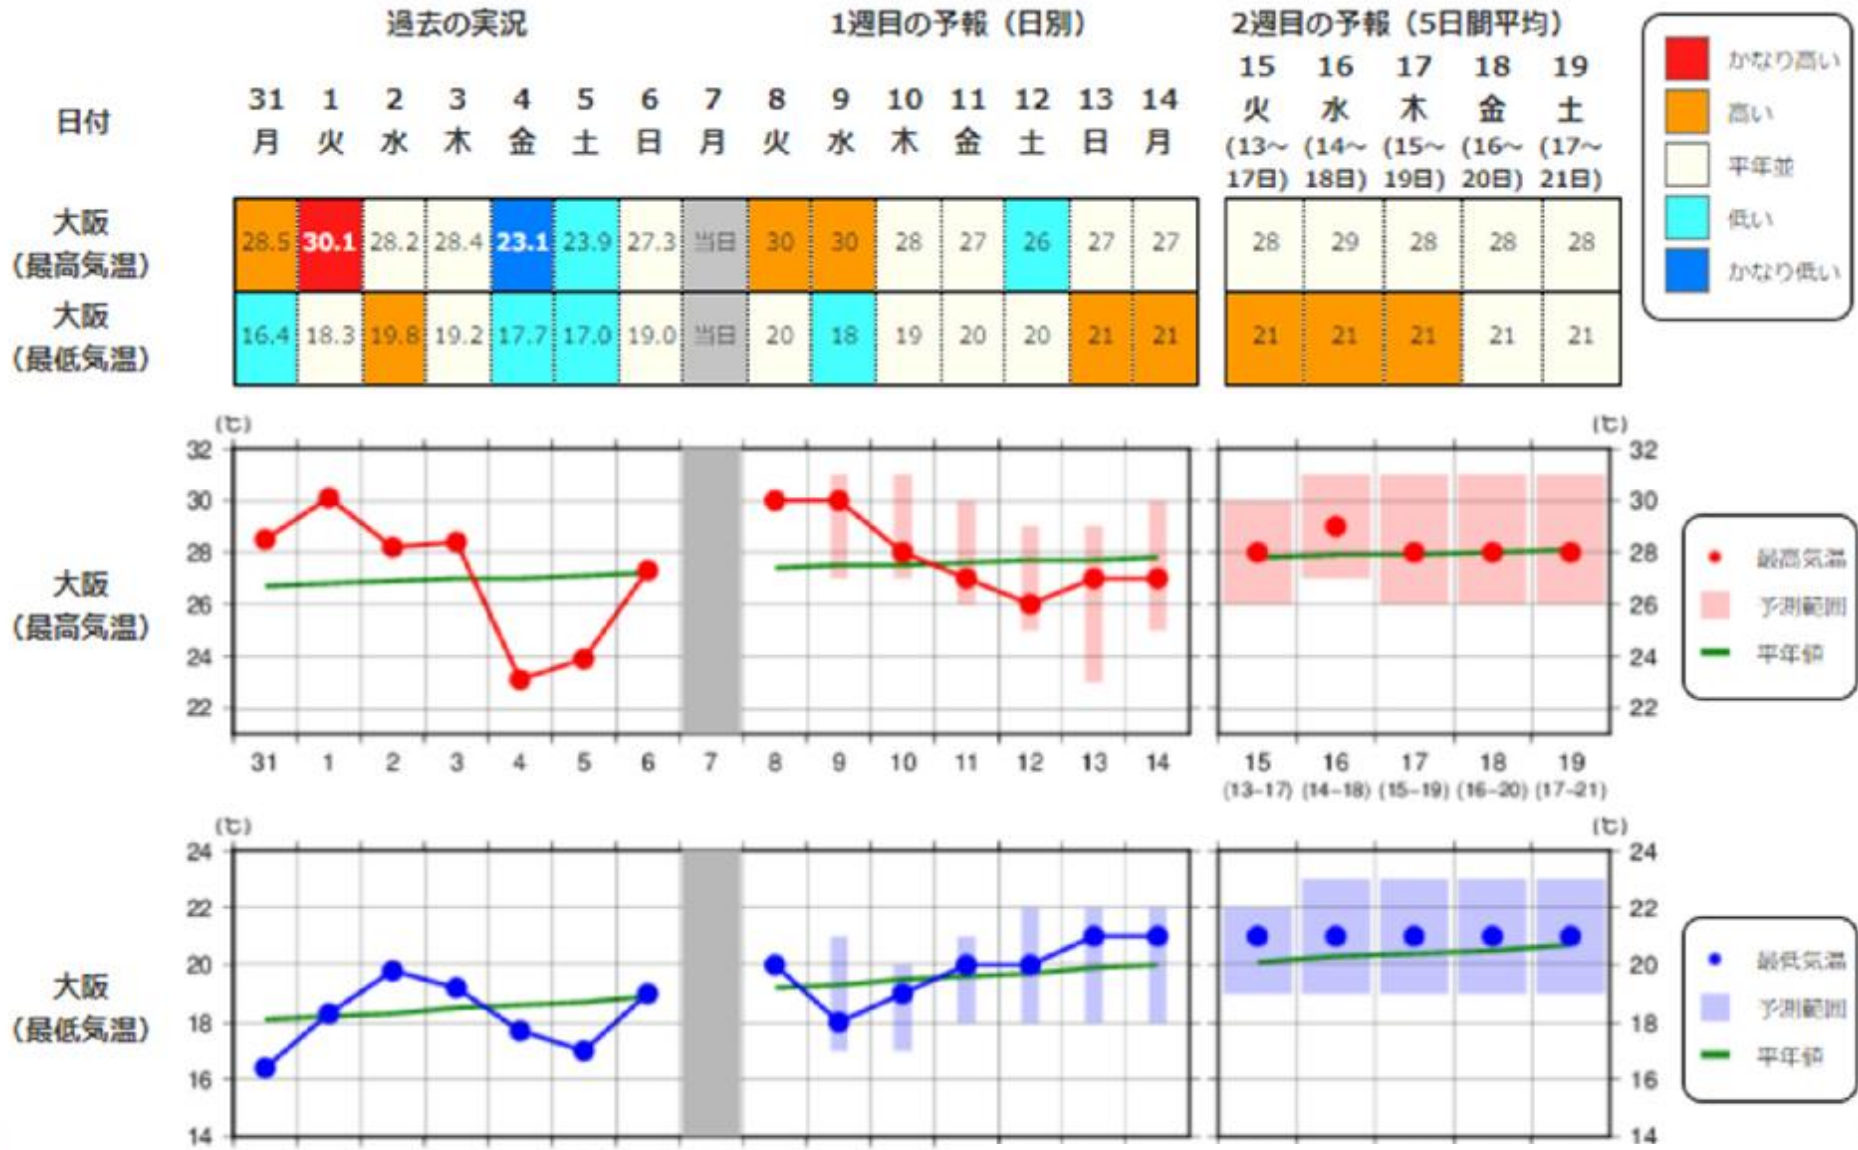 過去の実況 1週目の予報（日別） 2週目の予報（5日間平均）
日付 31 1 2 3 4 5 6 7 8 9 10 11 12 13 14 15 16 17 18 19
月 火 水 木 金 土 日 月 火 水 木 金 土 日 月 火 水 木 金 土
(13～ (14～ (15～ (16～ (17～
17日) 18日) 19日) 20日) 21日)
大阪
（最高気温）
28.5 30.1 28.2 28.4 23.1 23.9 27.3 当日 30 30 28 27 26 27 27 28 29 28 28 28
大阪
（最低気温）
16.4 18.3 19.8 19.2 17.7 17.0 19.0 当日 20 18 19 20 20 21 21 21 21 21 21 21
かなり高い
高い
平年並
低い
かなり低い
(℃) (℃)
大阪
（最高気温）
32 32
30 30
28 28
26 26
24 24
22 22
31 1 2 3 4 5 6 7 8 9 10 11 12 13 14 15 16 17 18 19
(13−17) (14−18) (15−19) (16−20) (17−21)
最高気温
予測範囲
平年値
(℃) (℃)
大阪
（最低気温）
24 24
22 22
20 20
18 18
16 16
14 14
最低気温
予測範囲
平年値